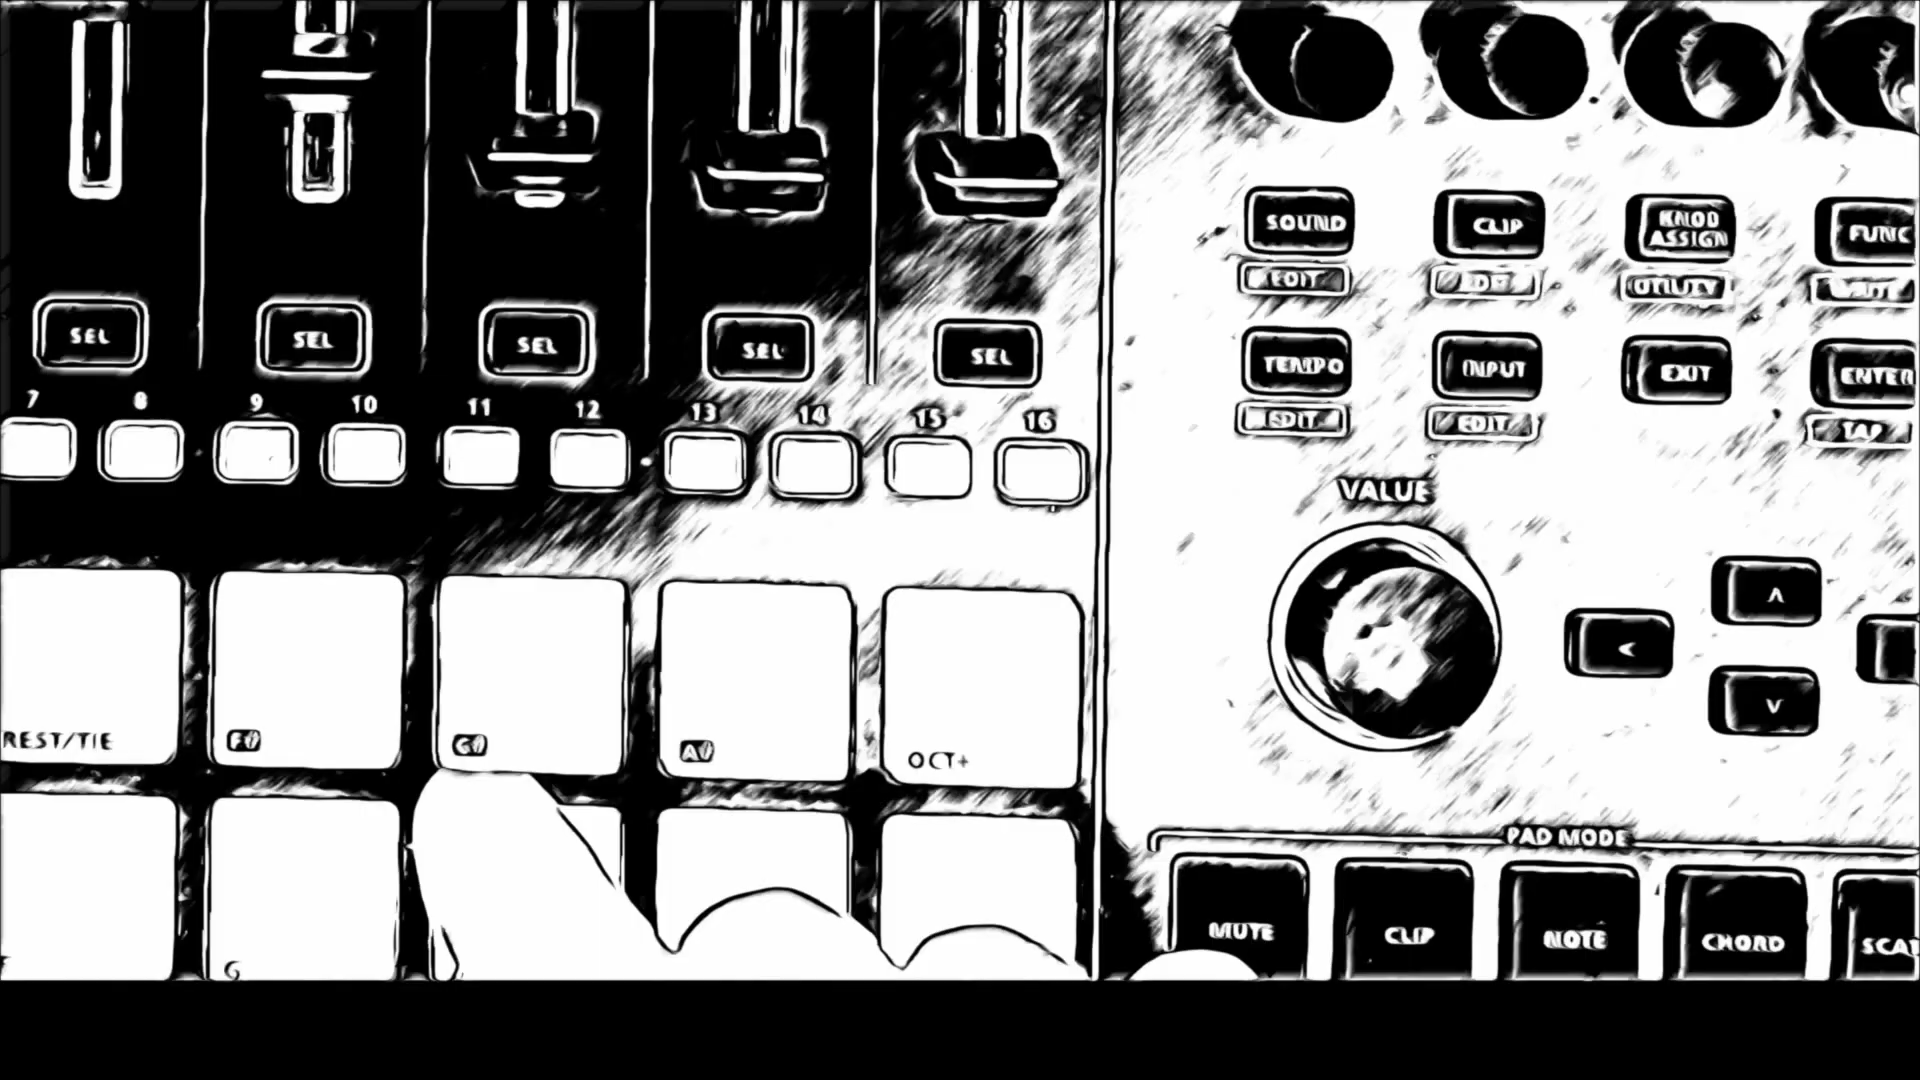 SOUND
CLIP
KNOB
ASSIGN
FUNC
EDIT
EDIT
UTILITY
SEL
SEL
SEL
SEL
SEL
TEMPO
INPUT
EXIT
ENTER
7
8
9
10
11
12
13
14
15
16
EDIT
EDIT
TAP
VALUE
<
∧
∨
REST/TIE
F#
G#
A#
OCT+
PAD MODE
MUTE
CLIP
NOTE
CHORD
SCA
G